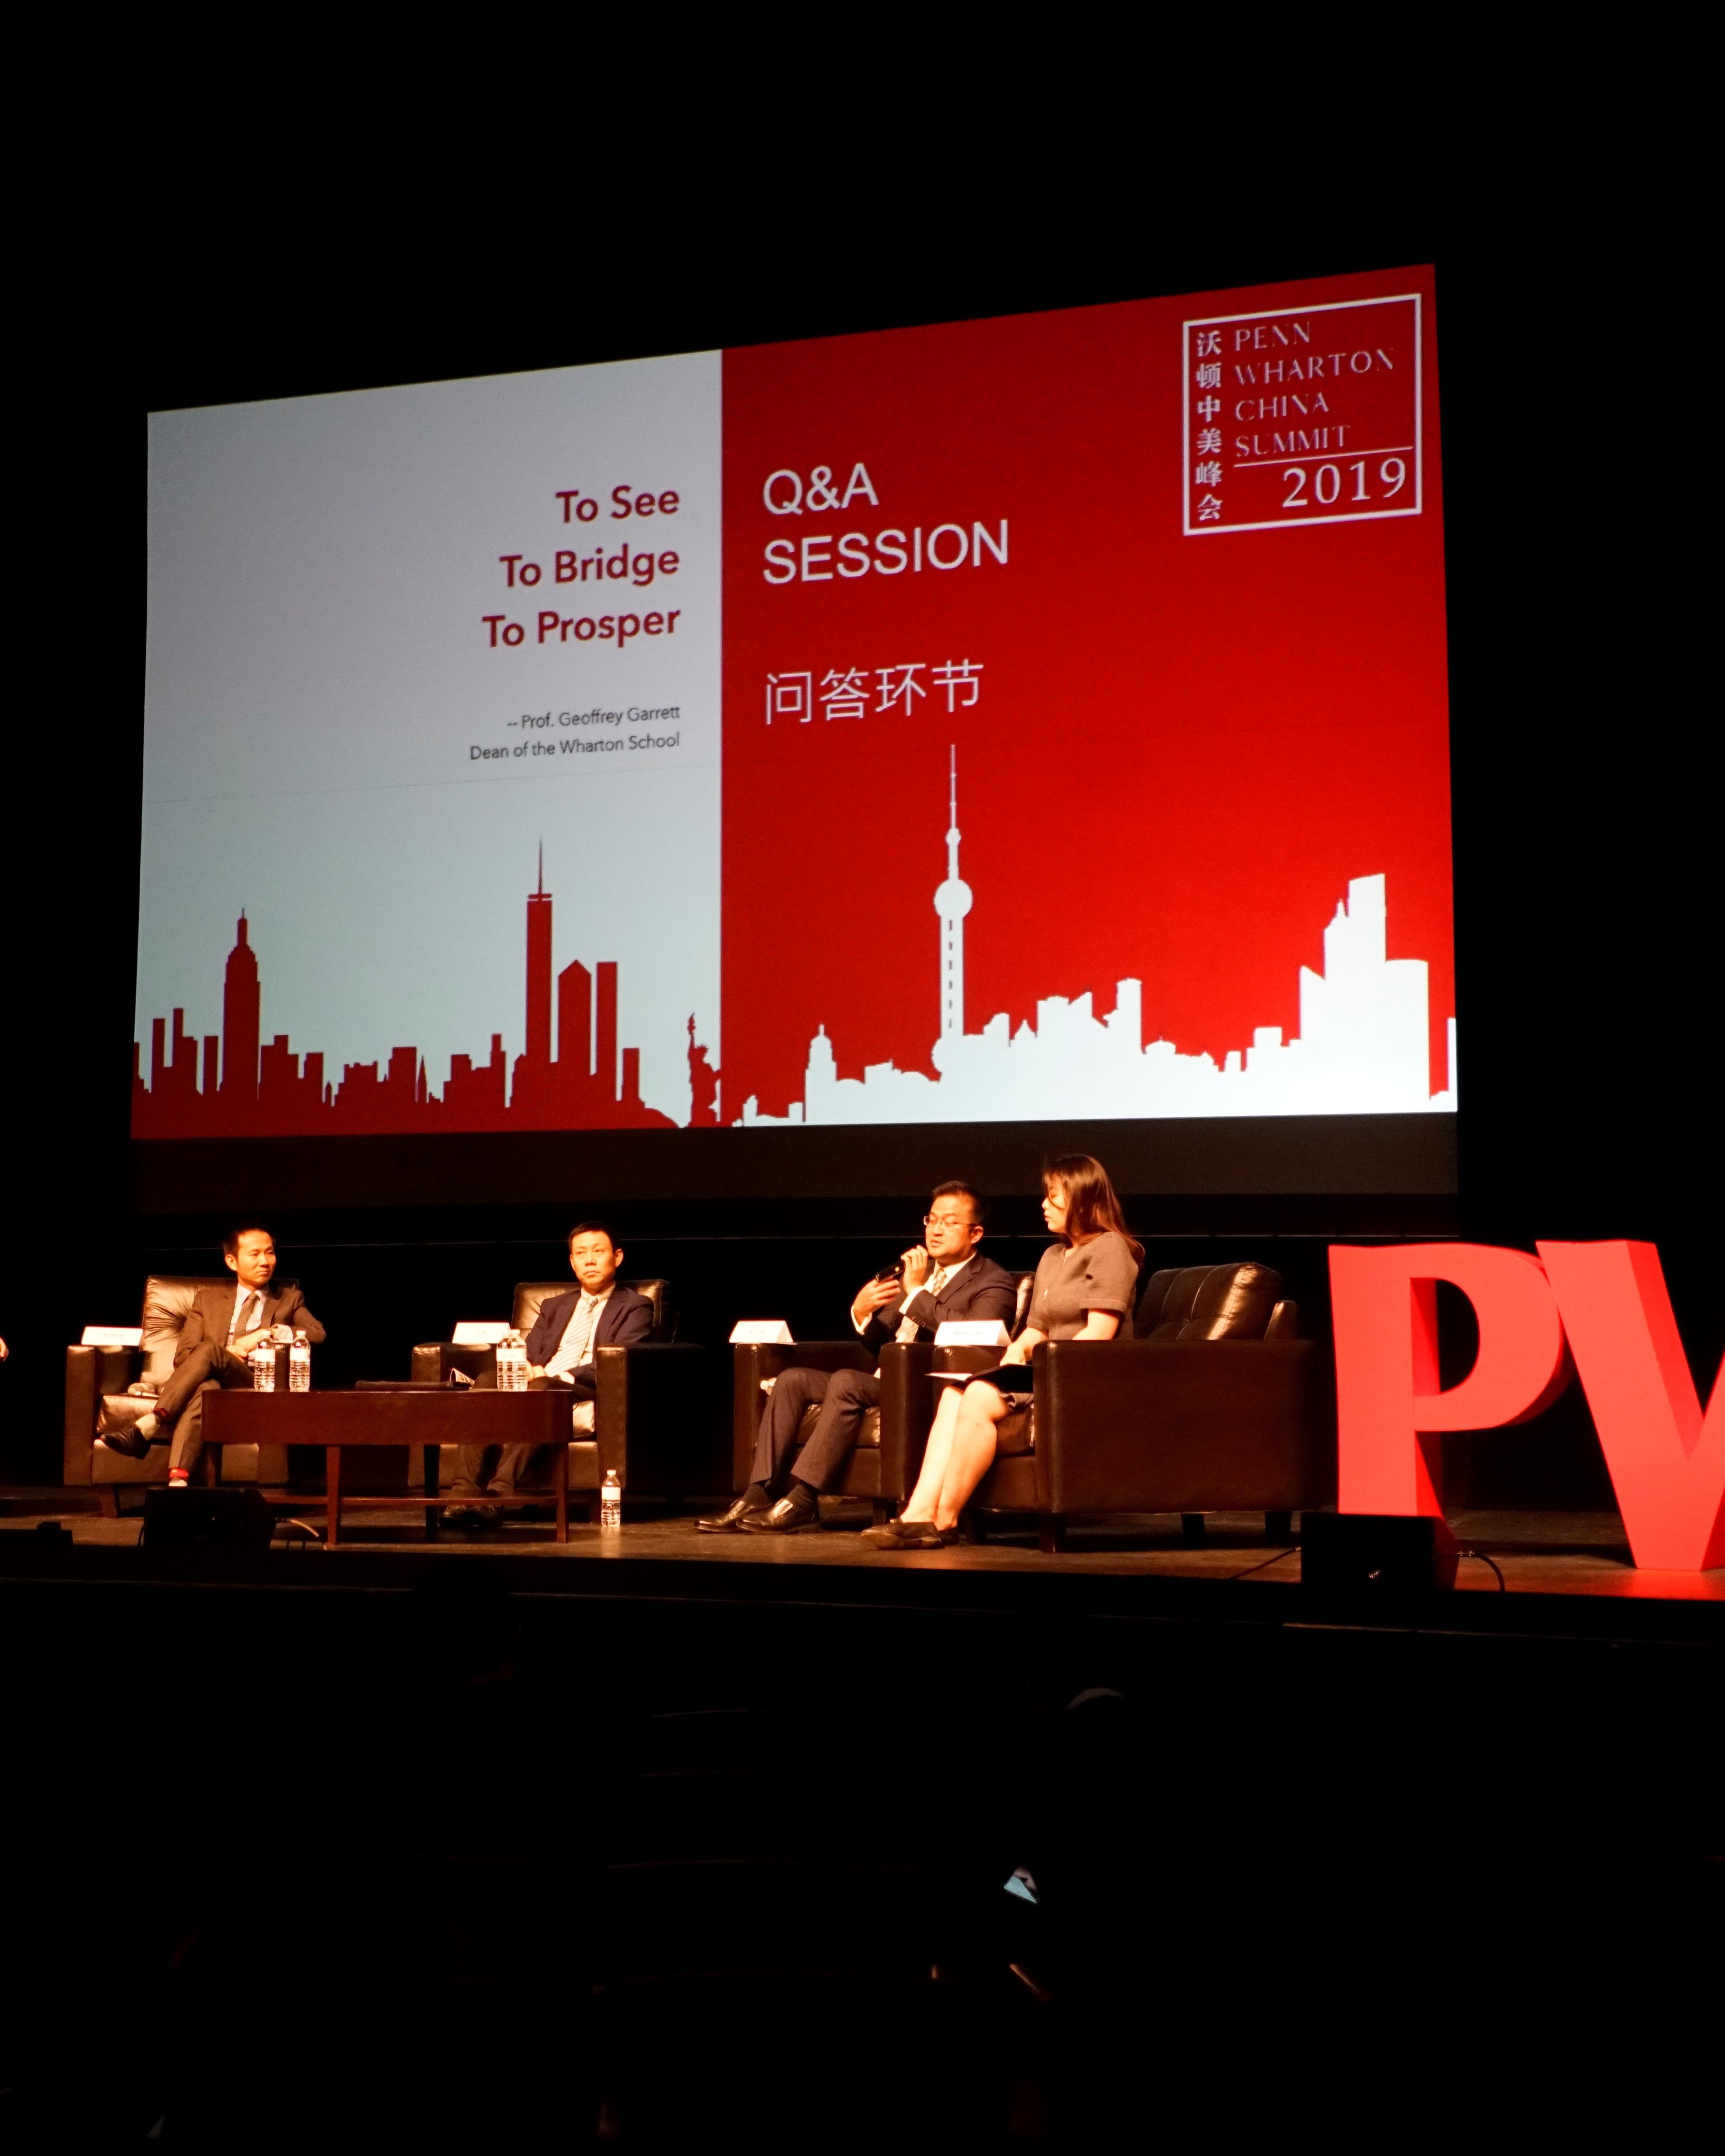 To See
To Bridge
To Prosper
-- Prof. Geoffrey Garrett
Dean of the Wharton School
Q&A
SESSION
问答环节
沃顿中美峰会
PENN
WHARTON
CHINA
SUMMIT
2019
PW